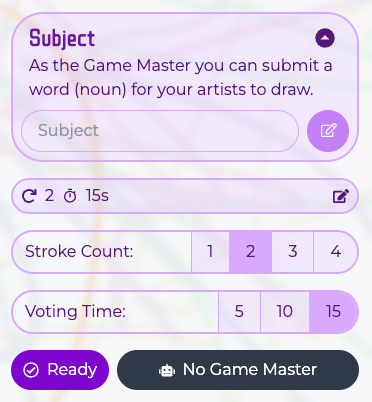 Subject
As the Game Master you can submit a
word (noun) for your artists to draw.
Subject
2 15s
Stroke Count: 1 2 3 4
Voting Time: 5 10 15
Ready No Game Master